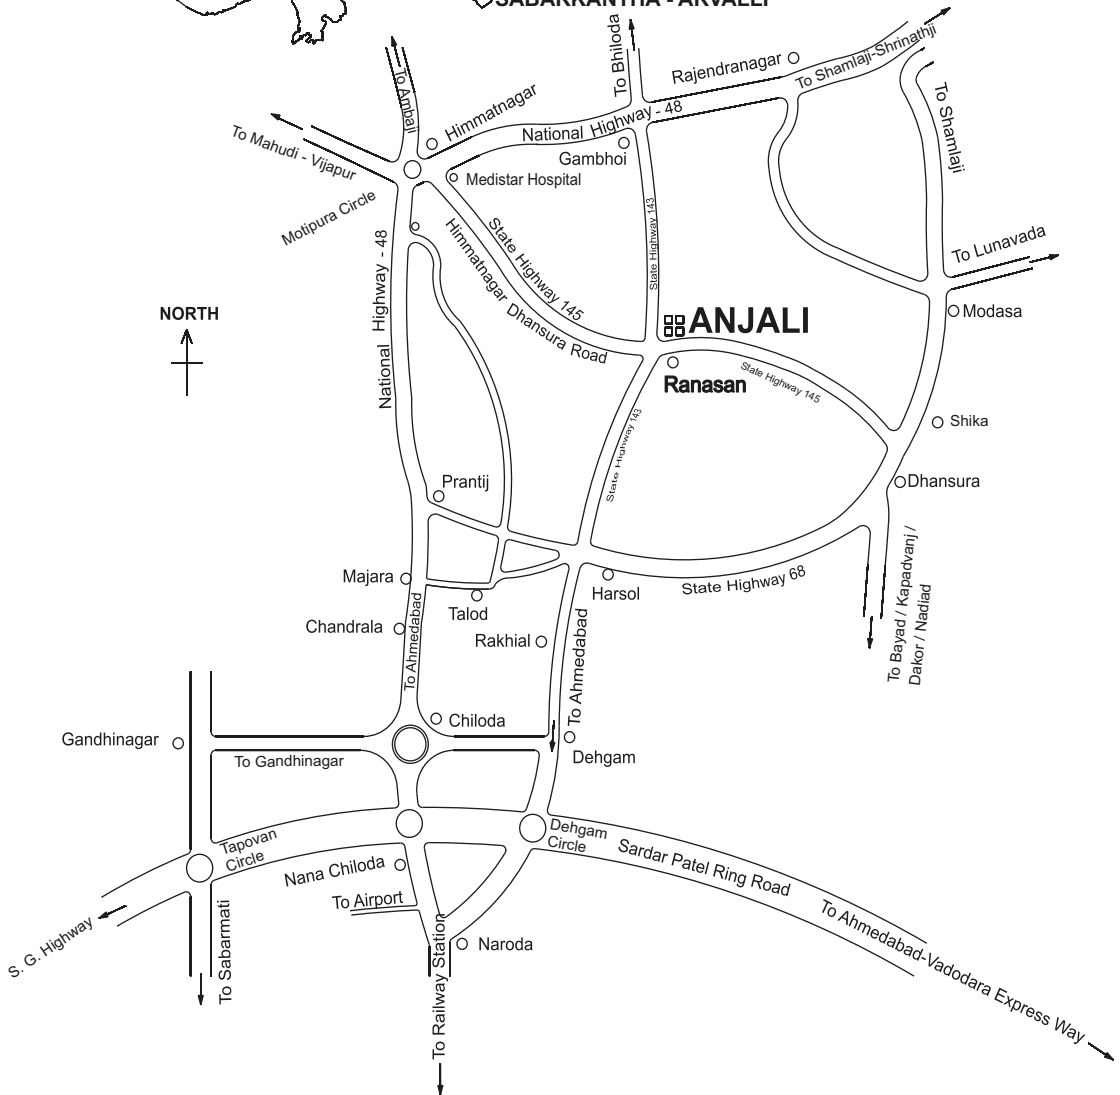 SABARKANTHA - ARVALLI
To Bhiloda
To Ambaji
Himmatnagar
Rajendranagar
To Shamlaji-Shrinathji
To Shamlaji
To Mahudi - Vijapur
National Highway - 48
Gambhoi
Medistar Hospital
Motipura Circle
State Highway 143
State Highway 145
Himmatnagar Dhansura Road
National Highway - 48
To Lunavada
Modasa
NORTH
ANJALI
Ranasan
State Highway 145
State Highway 143
Shika
Dhansura
Prantij
Majara
Talod
Harsol
State Highway 68
To Bayad / Kapadvanj /
Dakor / Nadiad
Chandrala
To Ahmedabad
Rakhial
To Ahmedabad
Chiloda
Gandhinagar
To Gandhinagar
Dehgam
Tapovan
Circle
Dehgam
Circle
Sardar Patel Ring Road
Nana Chiloda
To Airport
To Ahmedabad-Vadodara Express Way
S. G. Highway
To Sabarmati
Naroda
To Railway Station